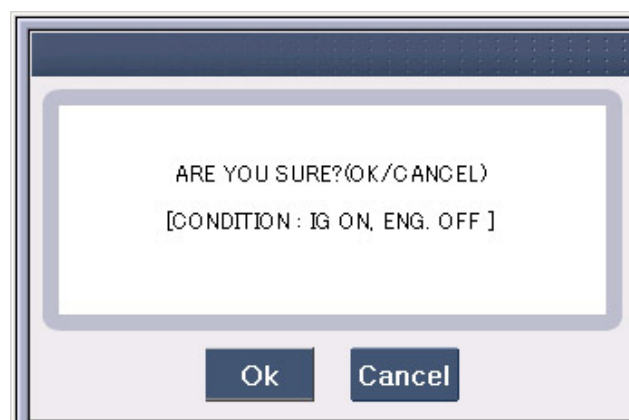 ARE YOU SURE?(OK/CANCEL)
[CONDITION : IG ON, ENG. OFF ]
Ok Cancel